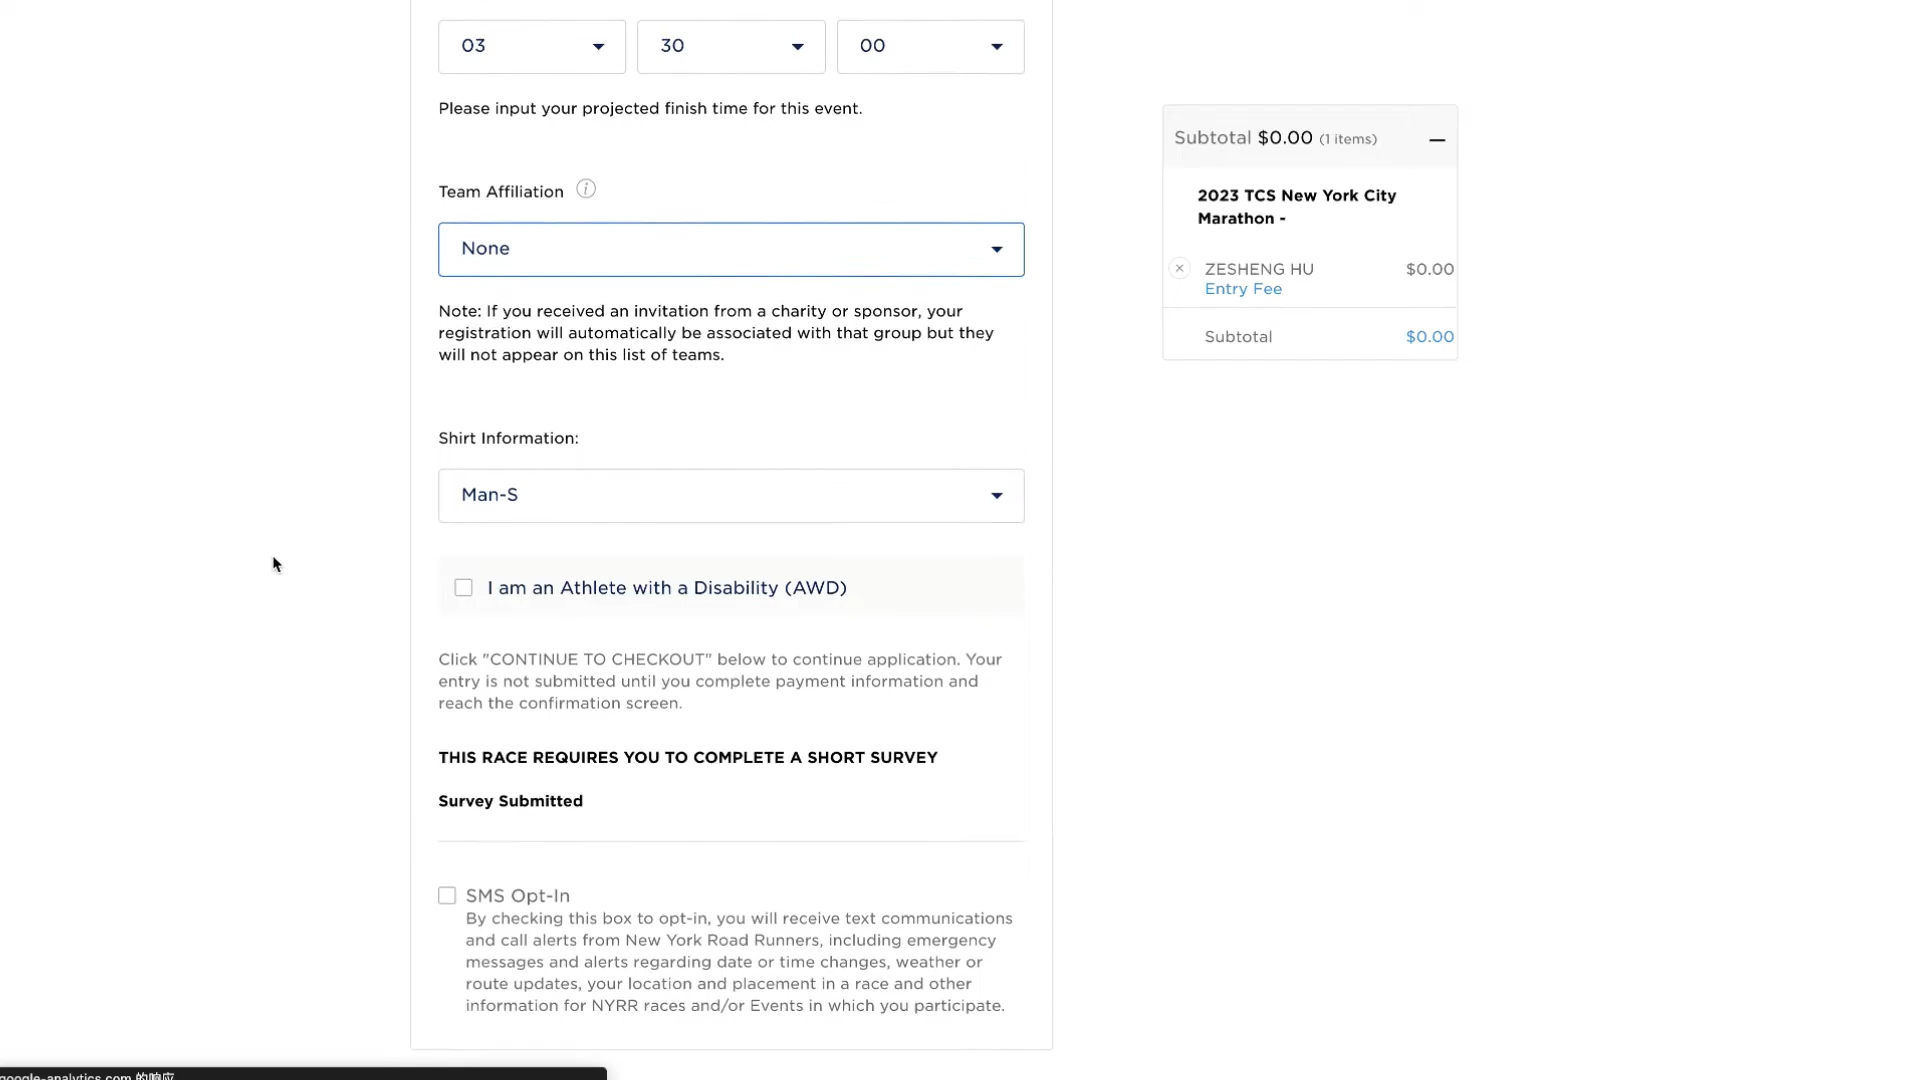 03
30
00
Please input your projected finish time for this event.
Team Affiliation
None
Note: If you received an invitation from a charity or sponsor, your
registration will automatically be associated with that group but they
will not appear on this list of teams.
Shirt Information:
Man-S
I am an Athlete with a Disability (AWD)
Click "CONTINUE TO CHECKOUT" below to continue application. Your
entry is not submitted until you complete payment information and
reach the confirmation screen.
THIS RACE REQUIRES YOU TO COMPLETE A SHORT SURVEY
Survey Submitted
SMS Opt-In
By checking this box to opt-in, you will receive text communications
and call alerts from New York Road Runners, including emergency
messages and alerts regarding date or time changes, weather or
route updates, your location and placement in a race and other
information for NYRR races and/or Events in which you participate.
Subtotal $0.00 (1 items)
2023 TCS New York City
Marathon -
ZESHENG HU $0.00
Entry Fee
Subtotal $0.00
google-analytics.com 的响应